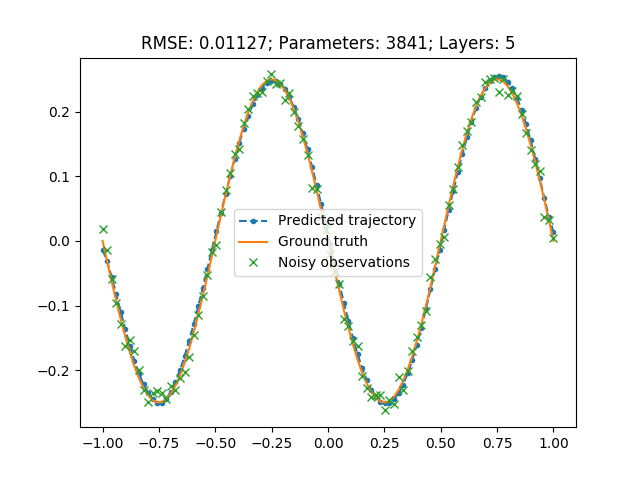 RMSE: 0.01127; Parameters: 3841; Layers: 5
0.2
0.1
0.0
−0.1
−0.2
Predicted trajectory
Ground truth
Noisy observations
−1.00 −0.75 −0.50 −0.25 0.00 0.25 0.50 0.75 1.00